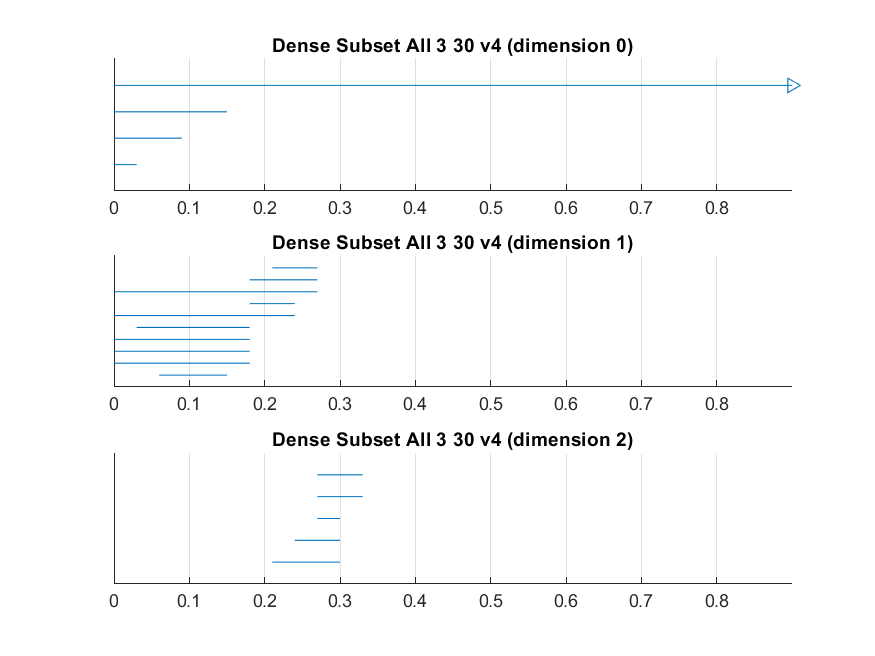 Dense Subset All 3 30 v4 (dimension 0)
0 0.1 0.2 0.3 0.4 0.5 0.6 0.7 0.8
Dense Subset All 3 30 v4 (dimension 1)
0 0.1 0.2 0.3 0.4 0.5 0.6 0.7 0.8
Dense Subset All 3 30 v4 (dimension 2)
0 0.1 0.2 0.3 0.4 0.5 0.6 0.7 0.8